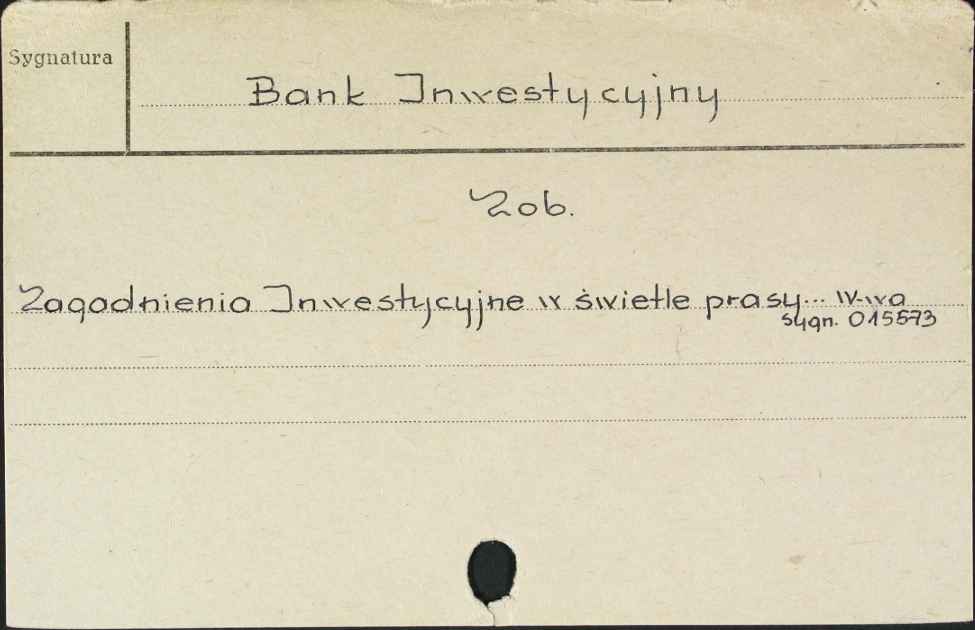 Sygnatura
Bank Inwestycyjny
Zob.
Zagadnienia Inwestycyjne w świetle prasy... W-wa
sygn. 015573